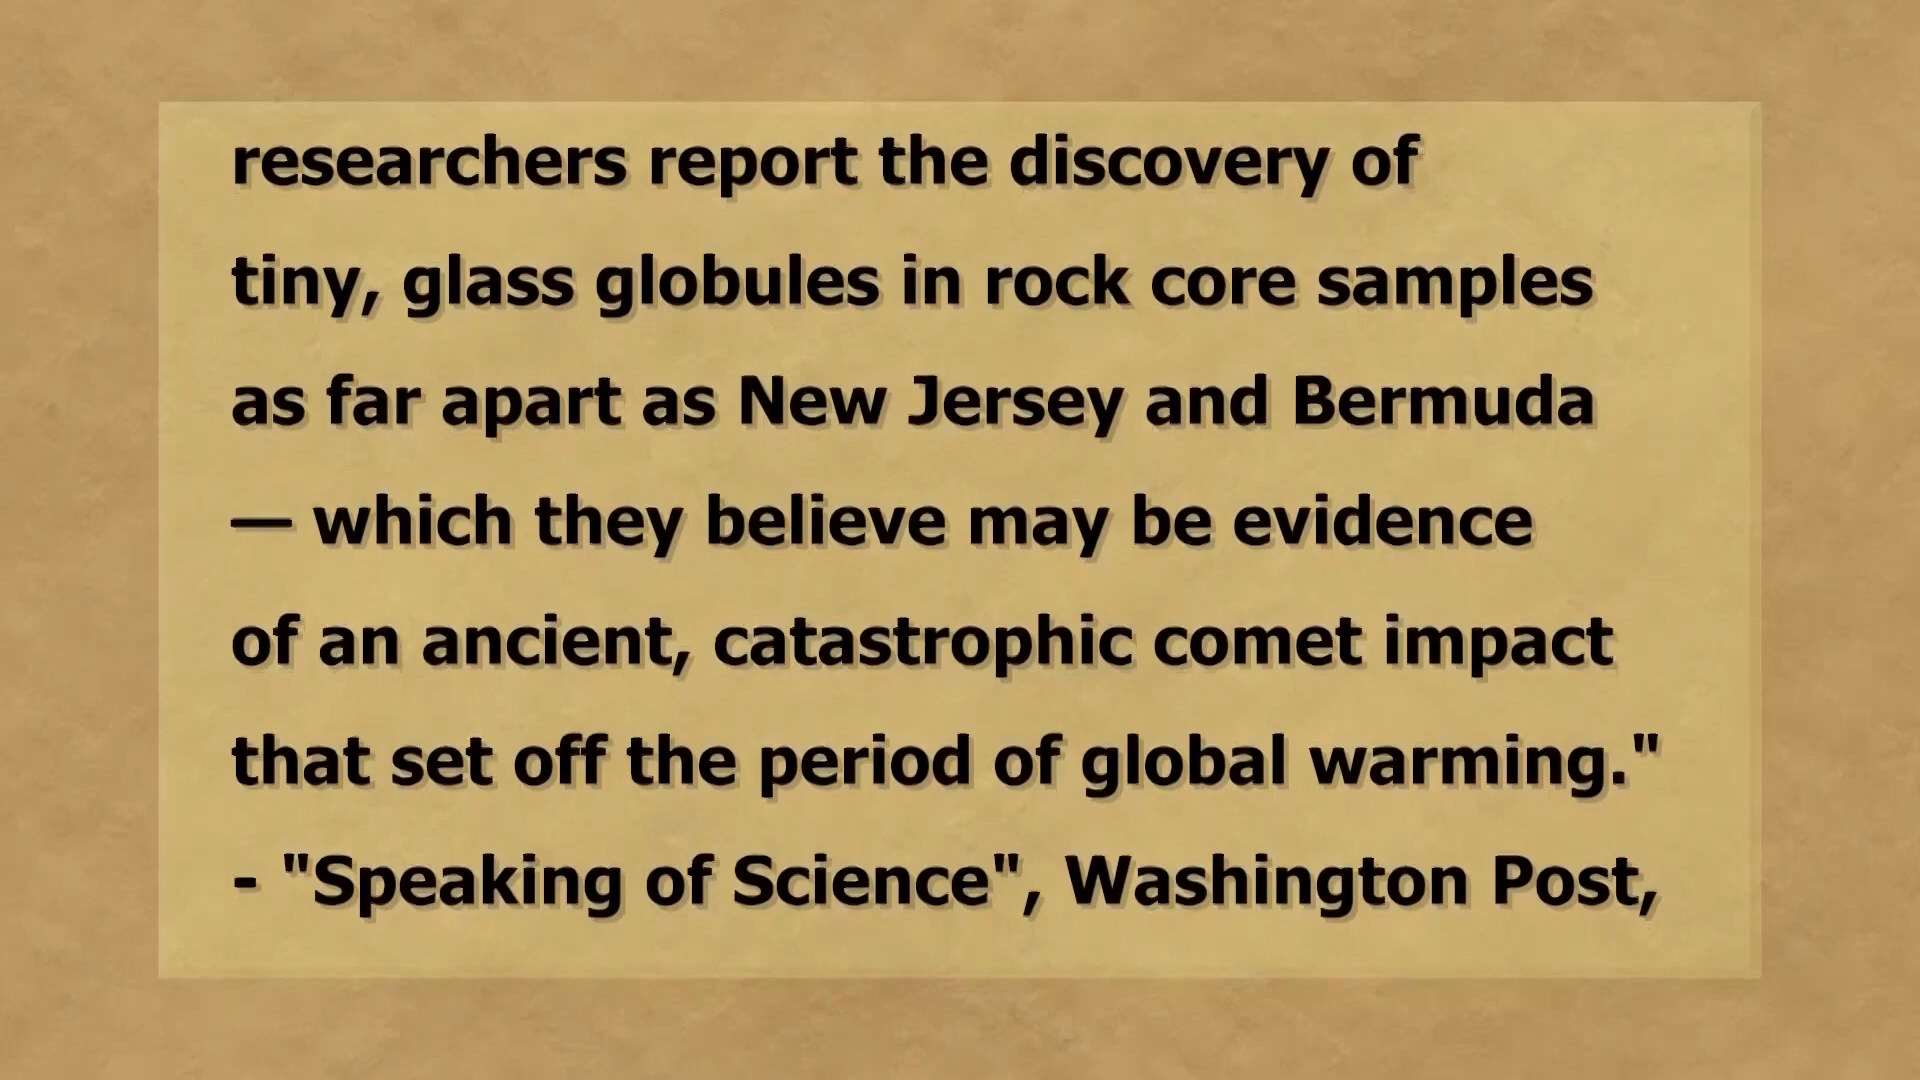 researchers report the discovery of
tiny, glass globules in rock core samples
as far apart as New Jersey and Bermuda
— which they believe may be evidence
of an ancient, catastrophic comet impact
that set off the period of global warming."
- "Speaking of Science", Washington Post,